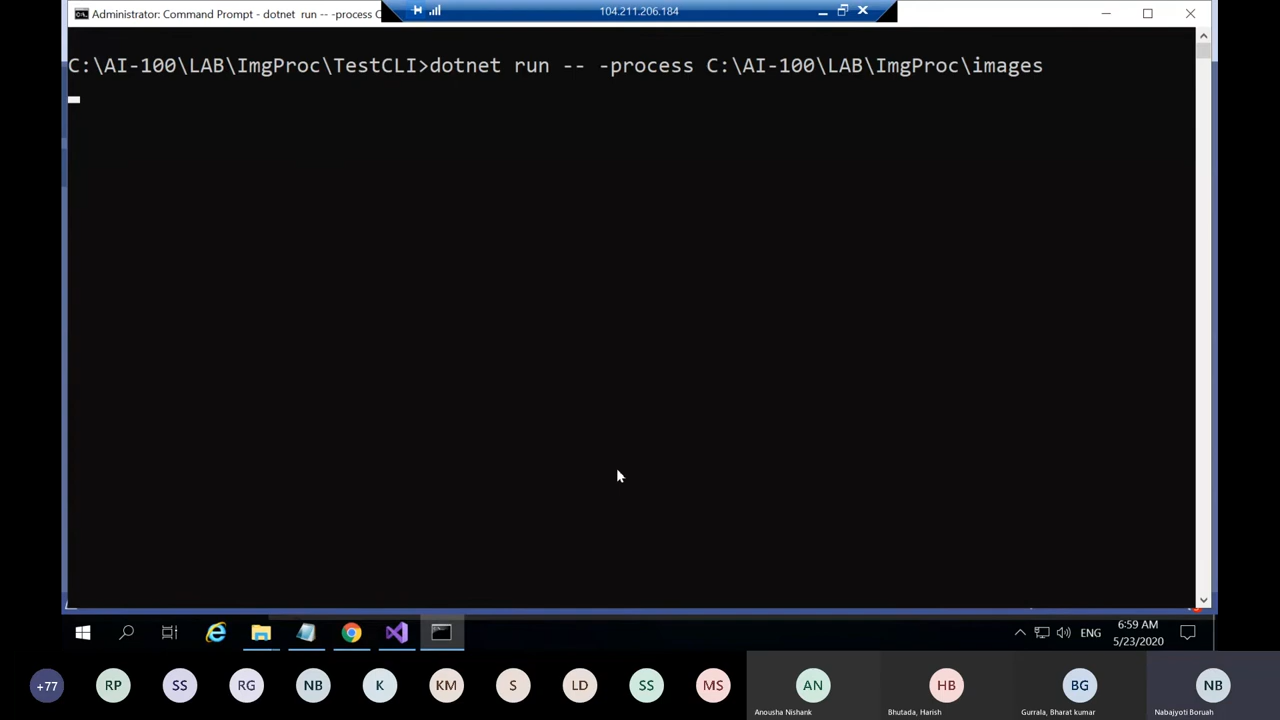 Administrator: Command Prompt - dotnet run -- -process C
104.211.206.184
C:\AI-100\LAB\ImgProc\TestCLI>dotnet run -- -process C:\AI-100\LAB\ImgProc\images
ENG
6:59 AM
5/23/2020
+77
RP
SS
RG
NB
K
KM
S
LD
SS
MS
AN
HB
BG
NB
Anousha Nishank
Bhutada, Harish
Gurrala, Bharat kumar
Nabajyoti Boruah